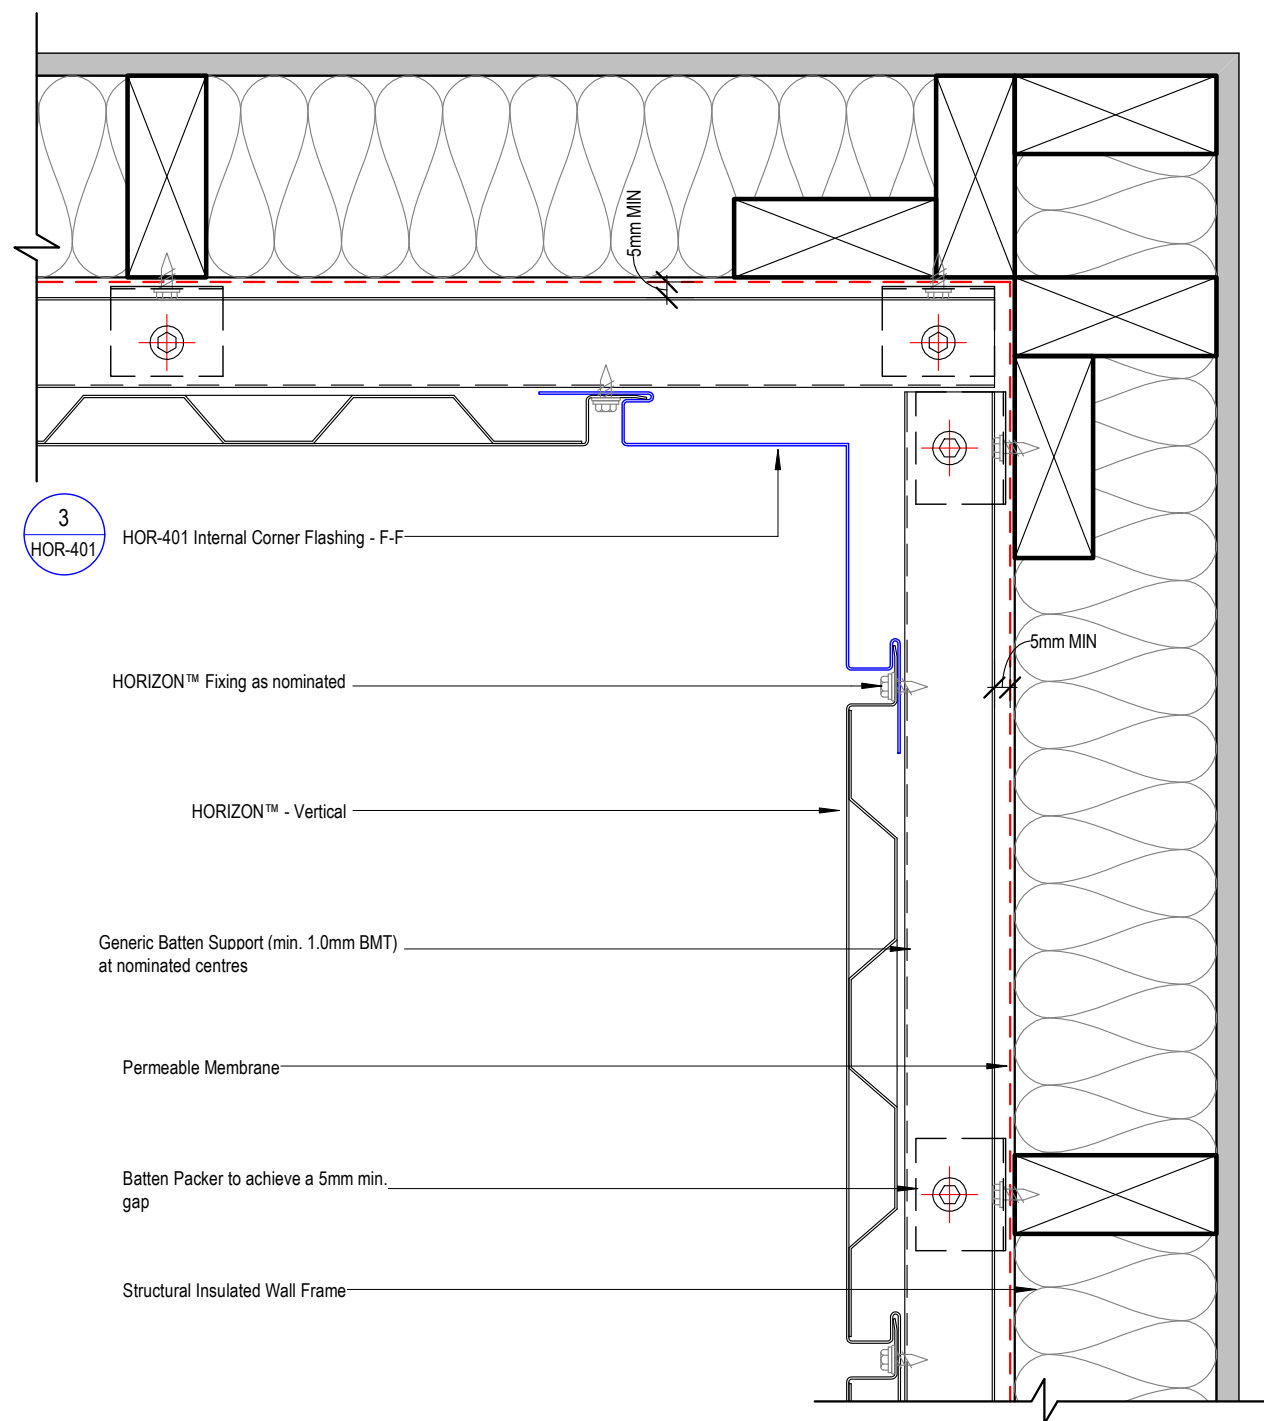 5mm MIN
3
HOR-401
HOR-401 Internal Corner Flashing - F-F
5mm MIN
HORIZON™ Fixing as nominated
HORIZON™ - Vertical
Generic Batten Support (min. 1.0mm BMT)
at nominated centres
Permeable Membrane
Batten Packer to achieve a 5mm min.
gap
Structural Insulated Wall Frame